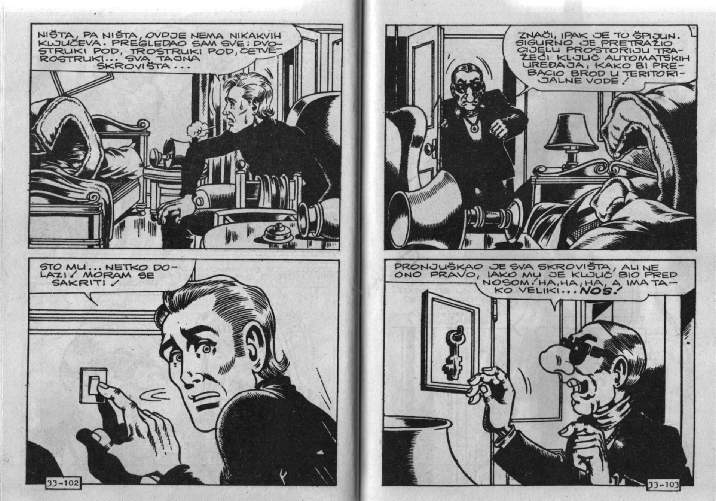 NIŠTA, PA NIŠTA, OVDJE NEMA NIKAKVIH
KLJUČEVA. PREGLEDAO SAM SVE: DVO-
STRUKI POD, TROSTRUKI POD, ČETVE-
ROSTRUKI... SVA TAJNA
SKROVIŠTA...
STO MU... NETKO DO-
LAZI! MORAM SE
SAKRITI!
33-102
ZNAČI, IPAK JE TO ŠPIJUN.
SIGURNO JE PRETRAŽIO
CIJELU PROSTORIJU TRA-
ŽEĆI KLJUČ AUTOMATSKIH
UREĐAJA, KAKO BI PRE-
BACIO BROD U TERITORI-
JALNE VODE!
PRONJUŠKAO JE SVA SKROVIŠTA, ALI NE
ONO PRAVO, IAKO MU JE KLJUČ BIO PRED
NOSOM! HA, HA, HA, A IMA TA-
KO VELIKI... NOS!
33-103